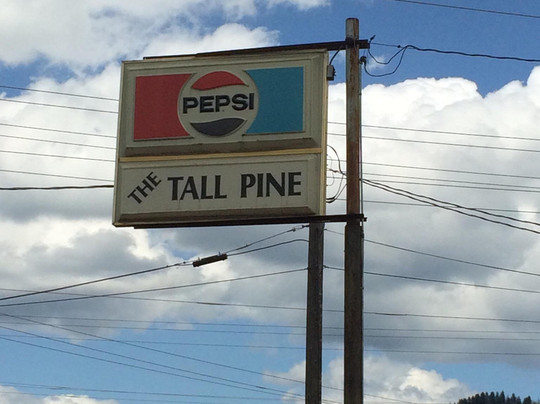 PEPSI
THE TALL PINE